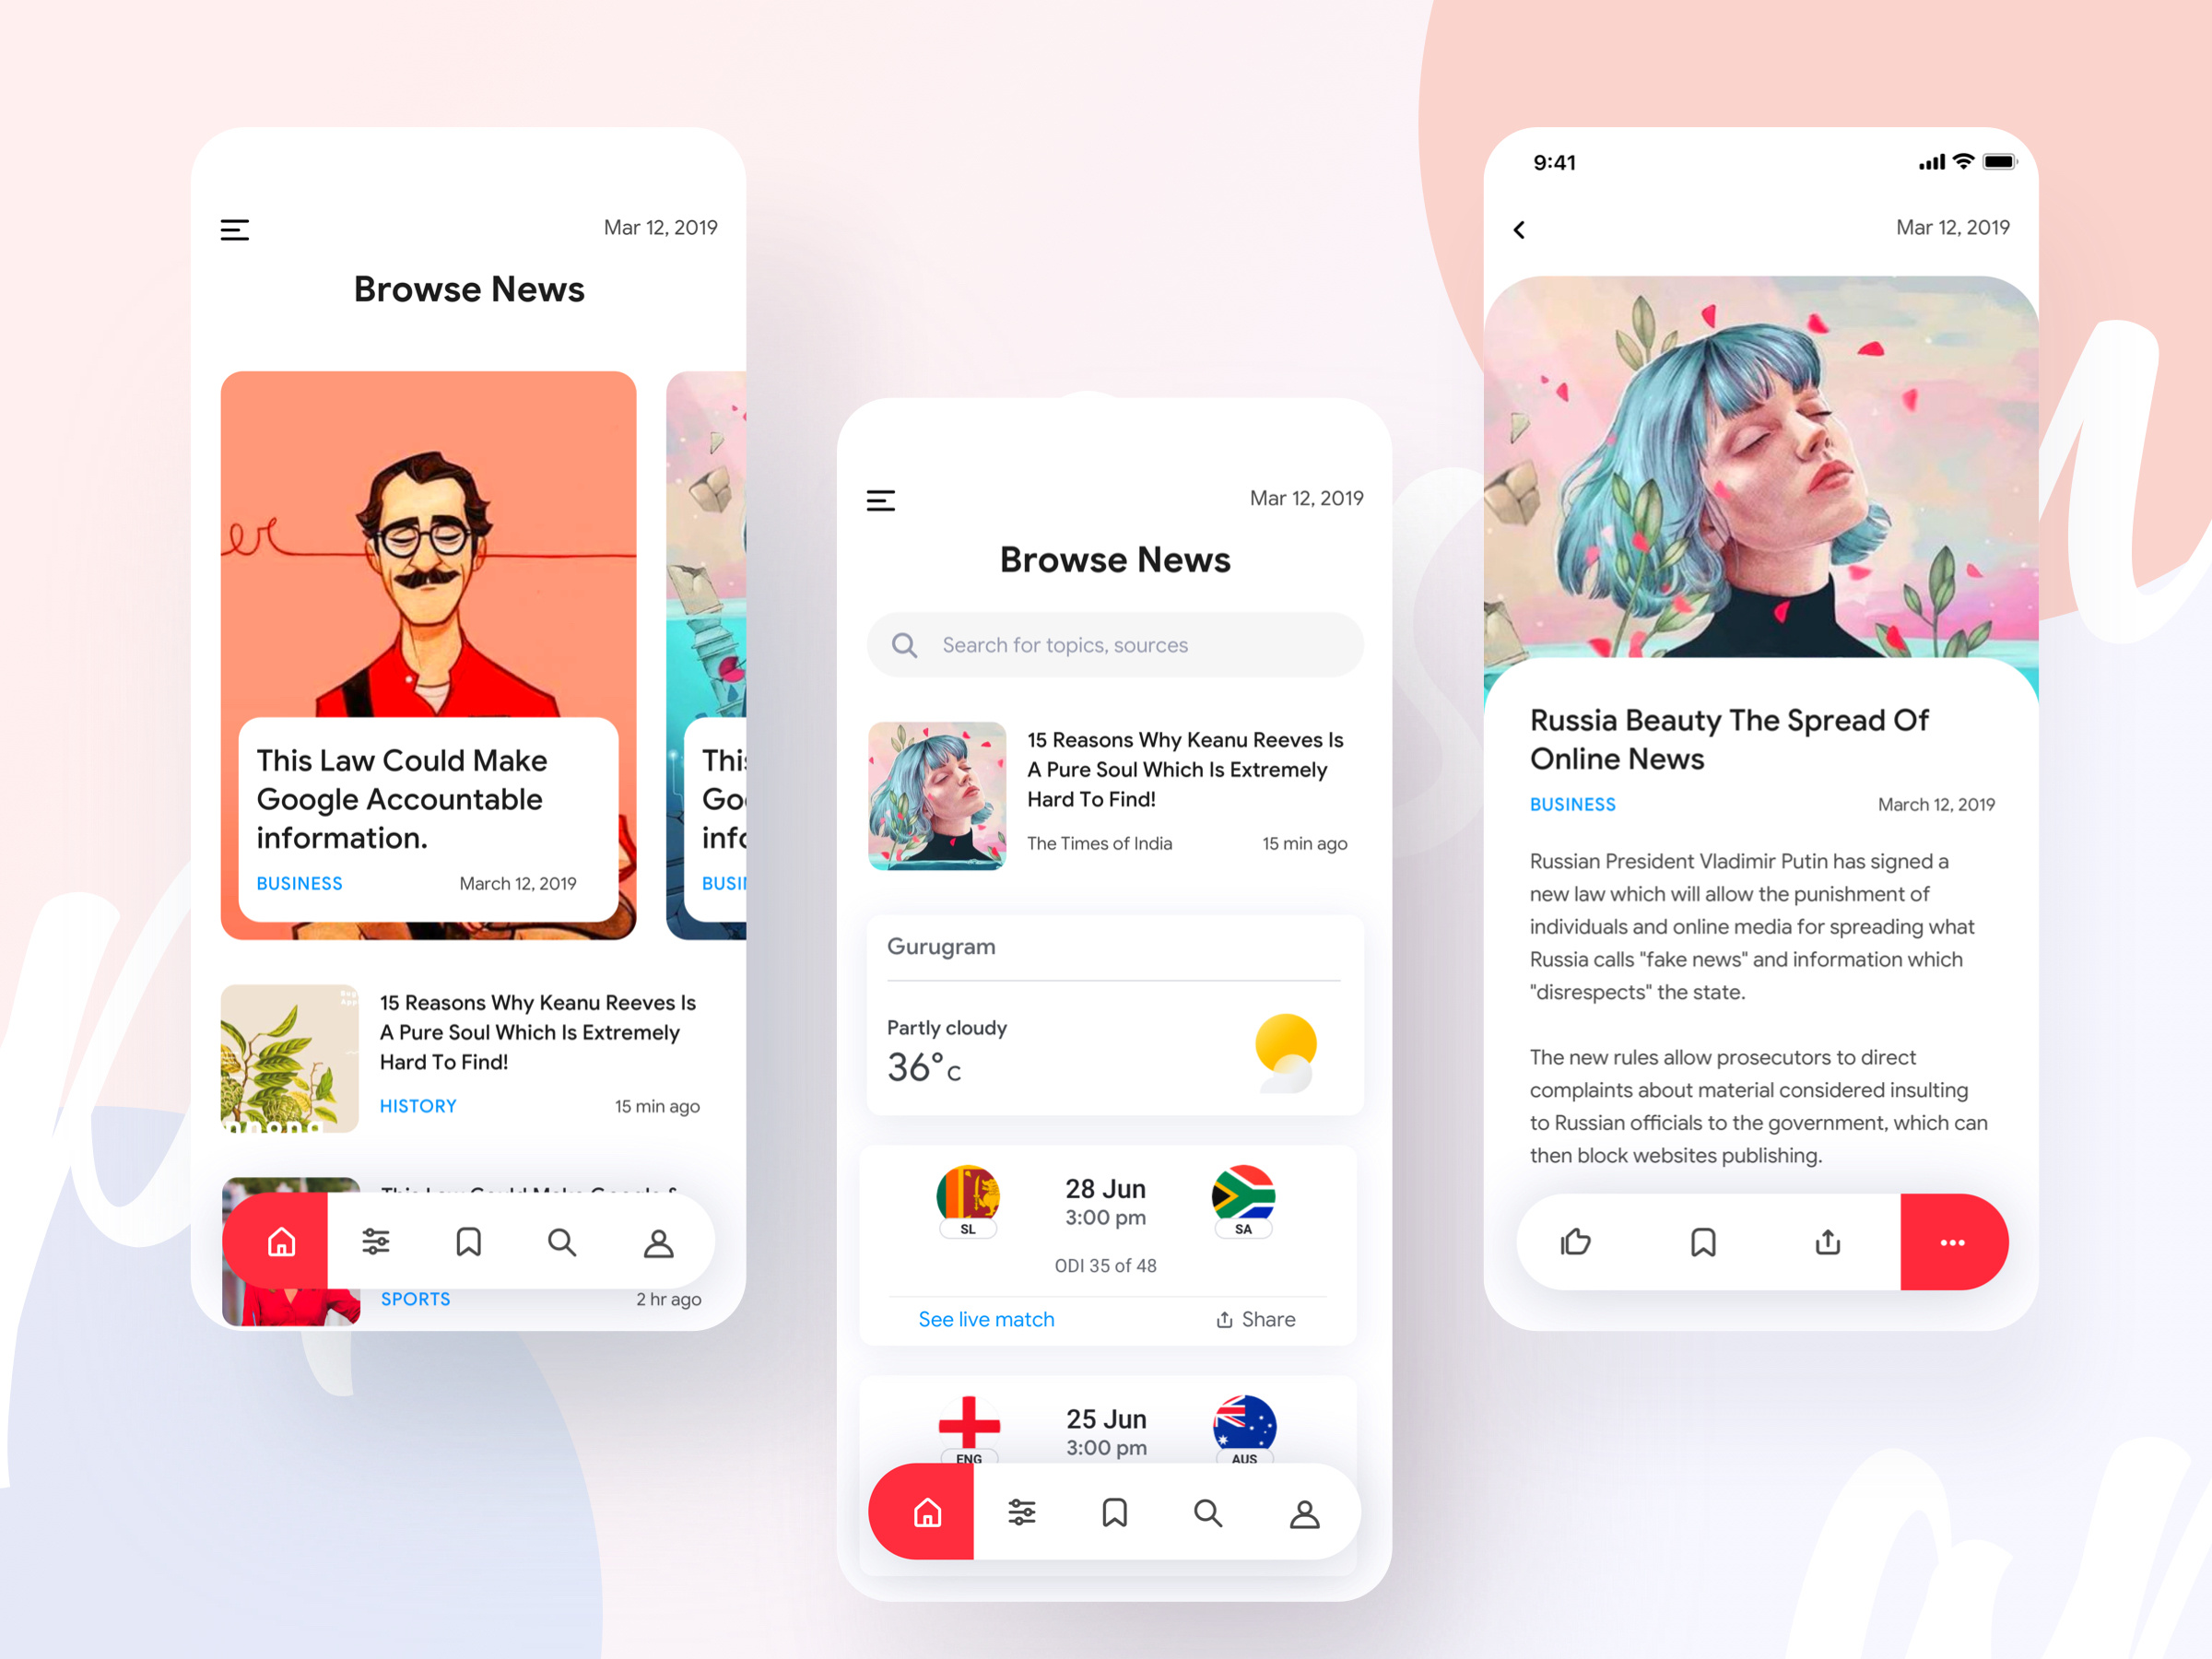 Mar 12, 2019
Browse News
er
This Law Could Make
Google Accountable
information.
BUSINESS
March 12, 2019
15 Reasons Why Keanu Reeves Is
A Pure Soul Which Is Extremely
Hard To Find!
HISTORY
15 min ago
This Law Could Make Google &
SPORTS
2 hr ago
Mar 12, 2019
Browse News
Search for topics, sources
15 Reasons Why Keanu Reeves Is
A Pure Soul Which Is Extremely
Hard To Find!
The Times of India
15 min ago
Gurugram
Partly cloudy
36°c
28 Jun
3:00 pm
SL
SA
ODI 35 of 48
See live match
Share
25 Jun
3:00 pm
ENG
AUS
9:41
Mar 12, 2019
Russia Beauty The Spread Of
Online News
BUSINESS
March 12, 2019
Russian President Vladimir Putin has signed a
new law which will allow the punishment of
individuals and online media for spreading what
Russia calls "fake news" and information which
"disrespects" the state.
The new rules allow prosecutors to direct
complaints about material considered insulting
to Russian officials to the government, which can
then block websites publishing.